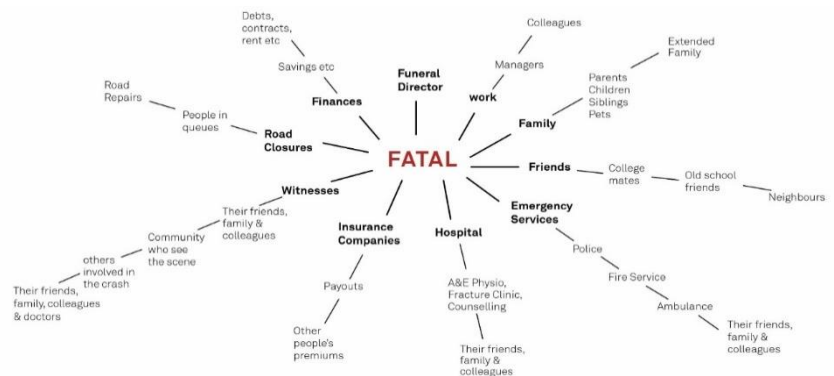 Debts,
contracts,
rent etc
Savings etc
Finances
Funeral
Director
Colleagues
Managers
work
Extended
Family
Parents
Children
Siblings
Pets
Family
Road
Repairs
People in
queues
Road
Closures
FATAL
Friends
College
mates
Old school
friends
Neighbours
Witnesses
Their friends,
family &
colleagues
Community
who see
the scene
others
involved in
the crash
Their friends,
family, colleagues
& doctors
Insurance
Companies
Payouts
Other
people's
premiums
Hospital
A&E Physio,
Fracture Clinic,
Counselling
Their friends,
family &
colleagues
Emergency
Services
Police
Fire Service
Ambulance
Their friends,
family &
colleagues